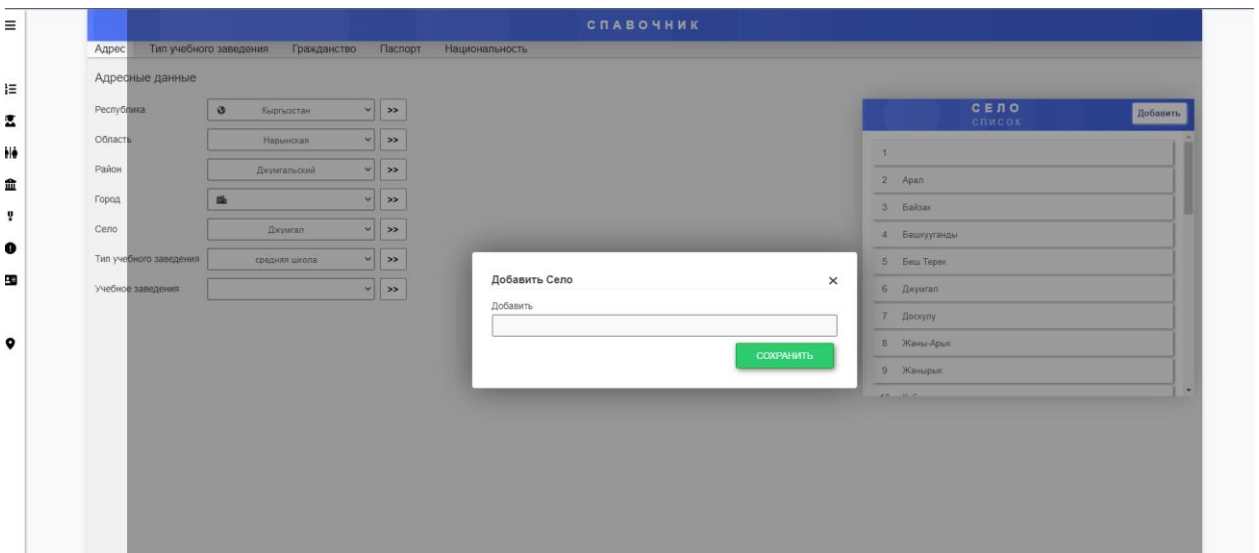 СПАВОЧНИК
Адрес Тип учебного заведения Гражданство Паспорт Национальность
Адресные данные
Республика Кыргызстан >>
Область Нарынская >>
Район Джумгальский >>
Город >>
Село Джумгал >>
Тип учебного заведения средняя школа >>
Учебное заведения >>
СЕЛО
СПИСОК
Добавить
1
2 Арал
3 Байзак
4 Башкууганды
5 Беш Терек
6 Джумгал
7 Доскулу
8 Жаны-Арык
9 Жанырык
Добавить Село ×
Добавить
СОХРАНИТЬ